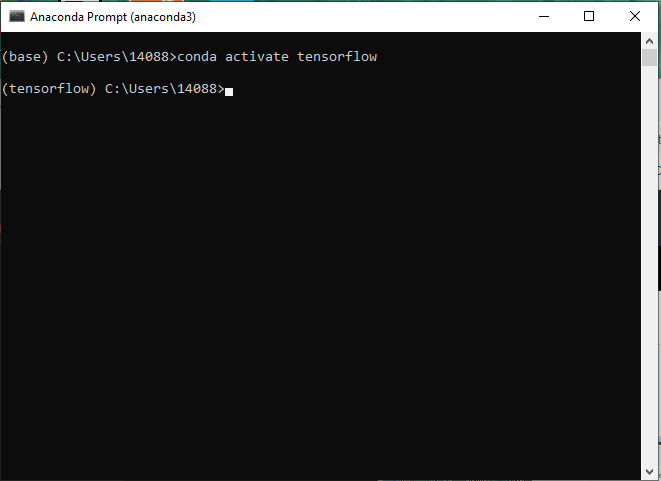 Anaconda Prompt (anaconda3)
(base) C:\Users\14088>conda activate tensorflow
(tensorflow) C:\Users\14088>